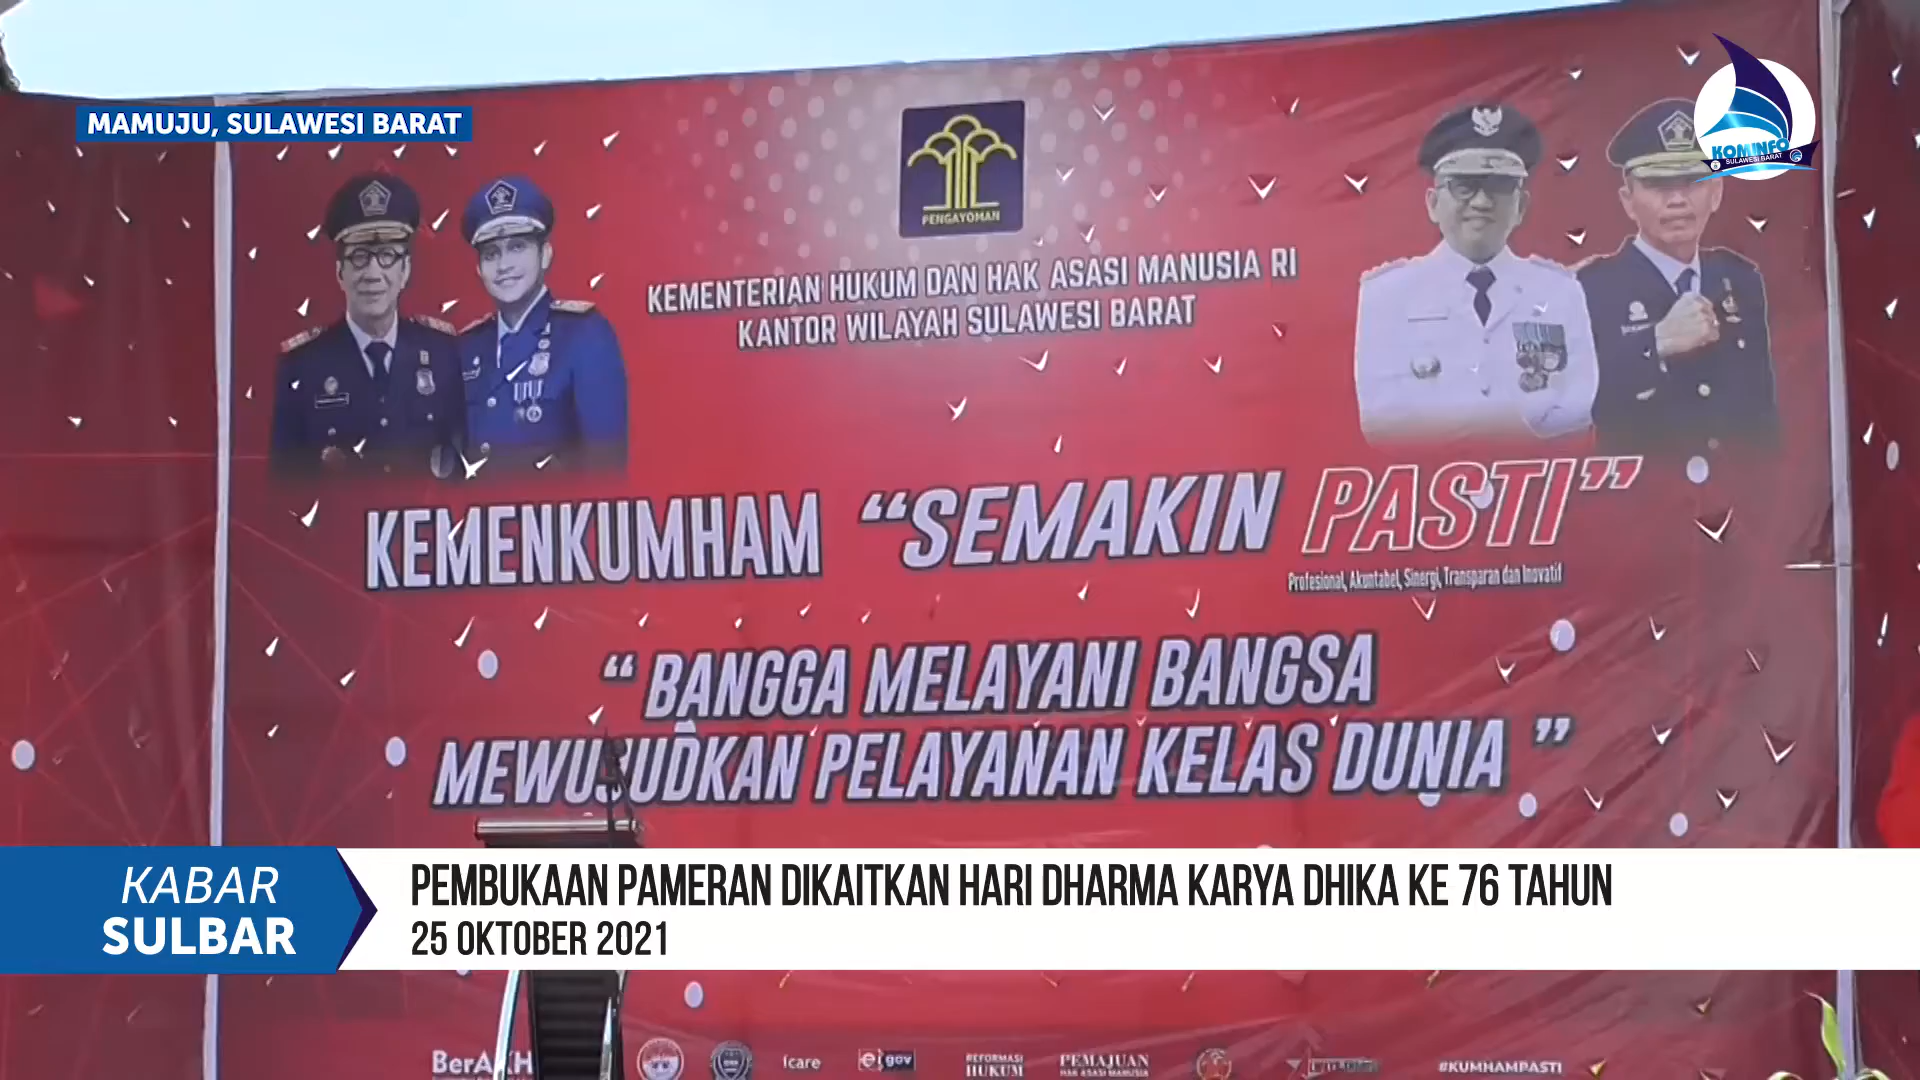 MAMUJU, SULAWESI BARAT
KOMINFO
SULAWESI BARAT
PENGAYOMAN
KEMENTERIAN HUKUM DAN HAK ASASI MANUSIA RI
KANTOR WILAYAH SULAWESI BARAT
KEMENKUMHAM "SEMAKIN PASTI"
Profesional, Akuntabel, Sinergi, Transparan dan Inovatif
" BANGGA MELAYANI BANGSA
MEWUJUDKAN PELAYANAN KELAS DUNIA "
KABAR
SULBAR
PEMBUKAAN PAMERAN DIKAITKAN HARI DHARMA KARYA DHIKA KE 76 TAHUN
25 OKTOBER 2021
BerAKH
icare
e-gov
REFORMASI
HUKUM
PEMAJUAN
HAK ASASI MANUSIA
#KUMHAMPASTI